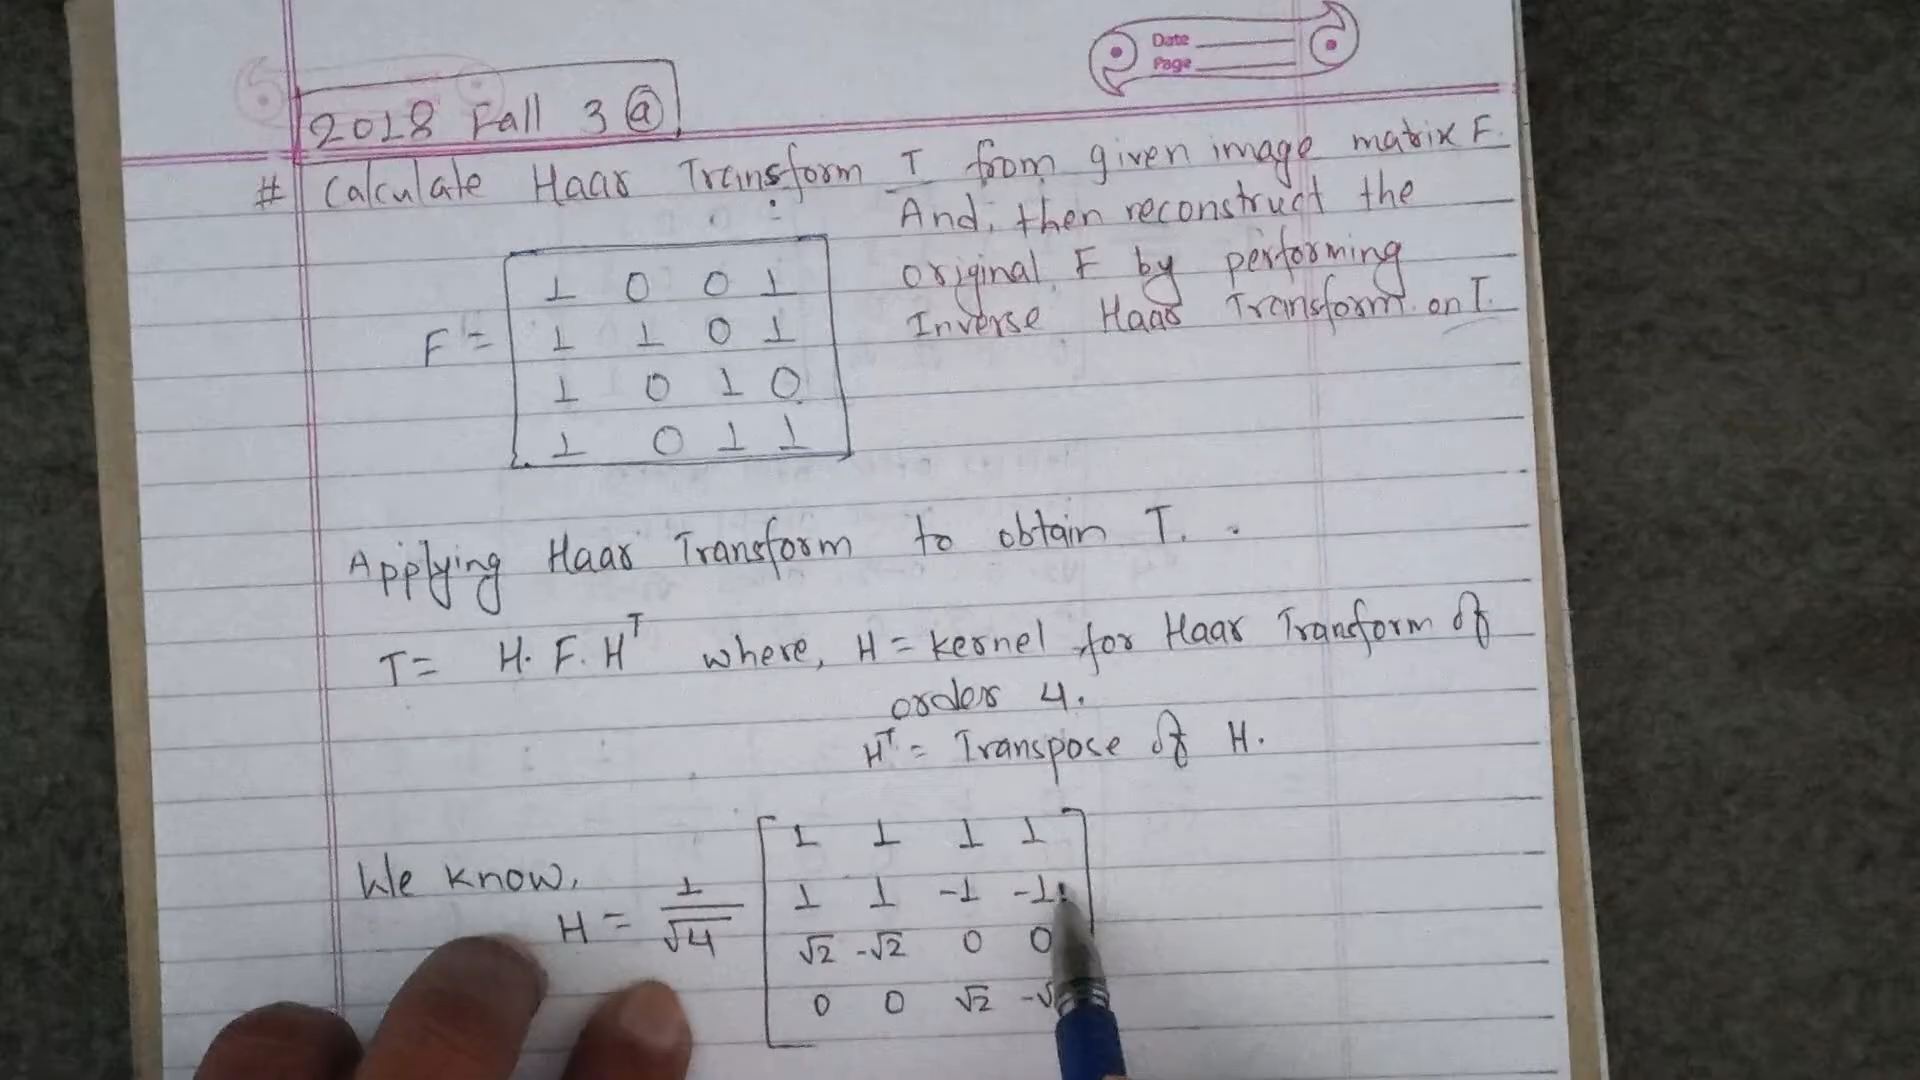 Date
Page
2018 Fall 3 @
# Calculate Haar Transform T from given image matrix F.
And, then reconstruct the
original F by performing
Inverse Haar Transform on T.
F =
1 0 0 1
1 1 0 1
1 0 1 0
1 0 1 1
Applying Haar Transform to obtain T.
T = H. F. H^T where, H = kernel for Haar Transform of
order 4.
H^T = Transpose of H.
We know,
H = 1/√4
1 1 1 1
1 1 -1 -1
√2 -√2 0 0
0 0 √2 -√